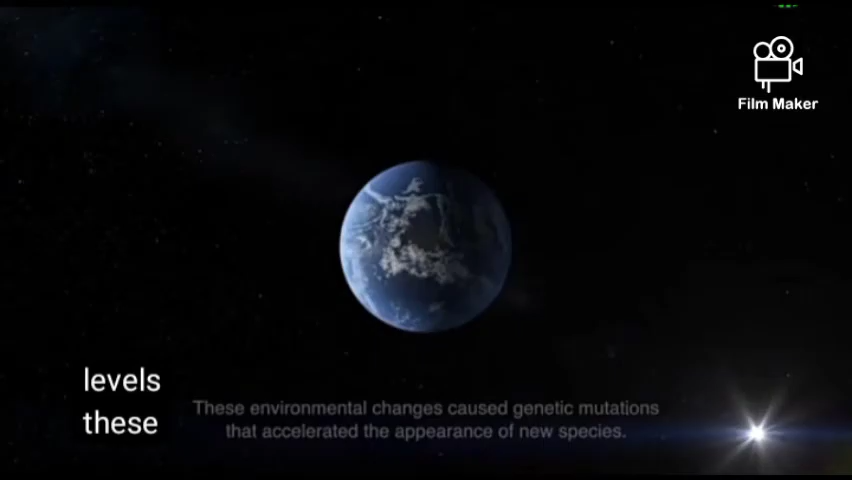 Film Maker
levels
these
These environmental changes caused genetic mutations
that accelerated the appearance of new species.